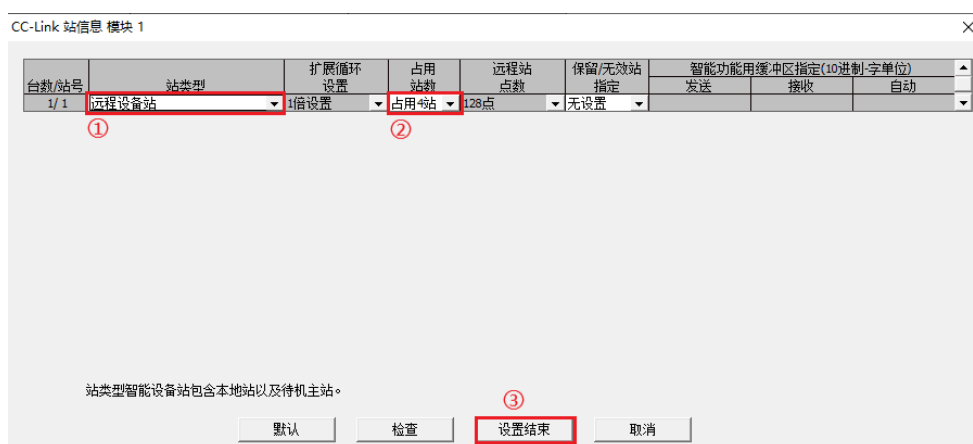 CC-Link 站信息 模块 1
台数/站号 站类型 扩展循环设置 占用站数 远程站点数 保留/无效站指定 智能功能用缓冲区指定(10进制-字单位)
发送 接收 自动
1/ 1 远程设备站 1倍设置 占用4站 128点 无设置
① ②
站类型智能设备站包含本地站以及待机主站。
③
默认 检查 设置结束 取消